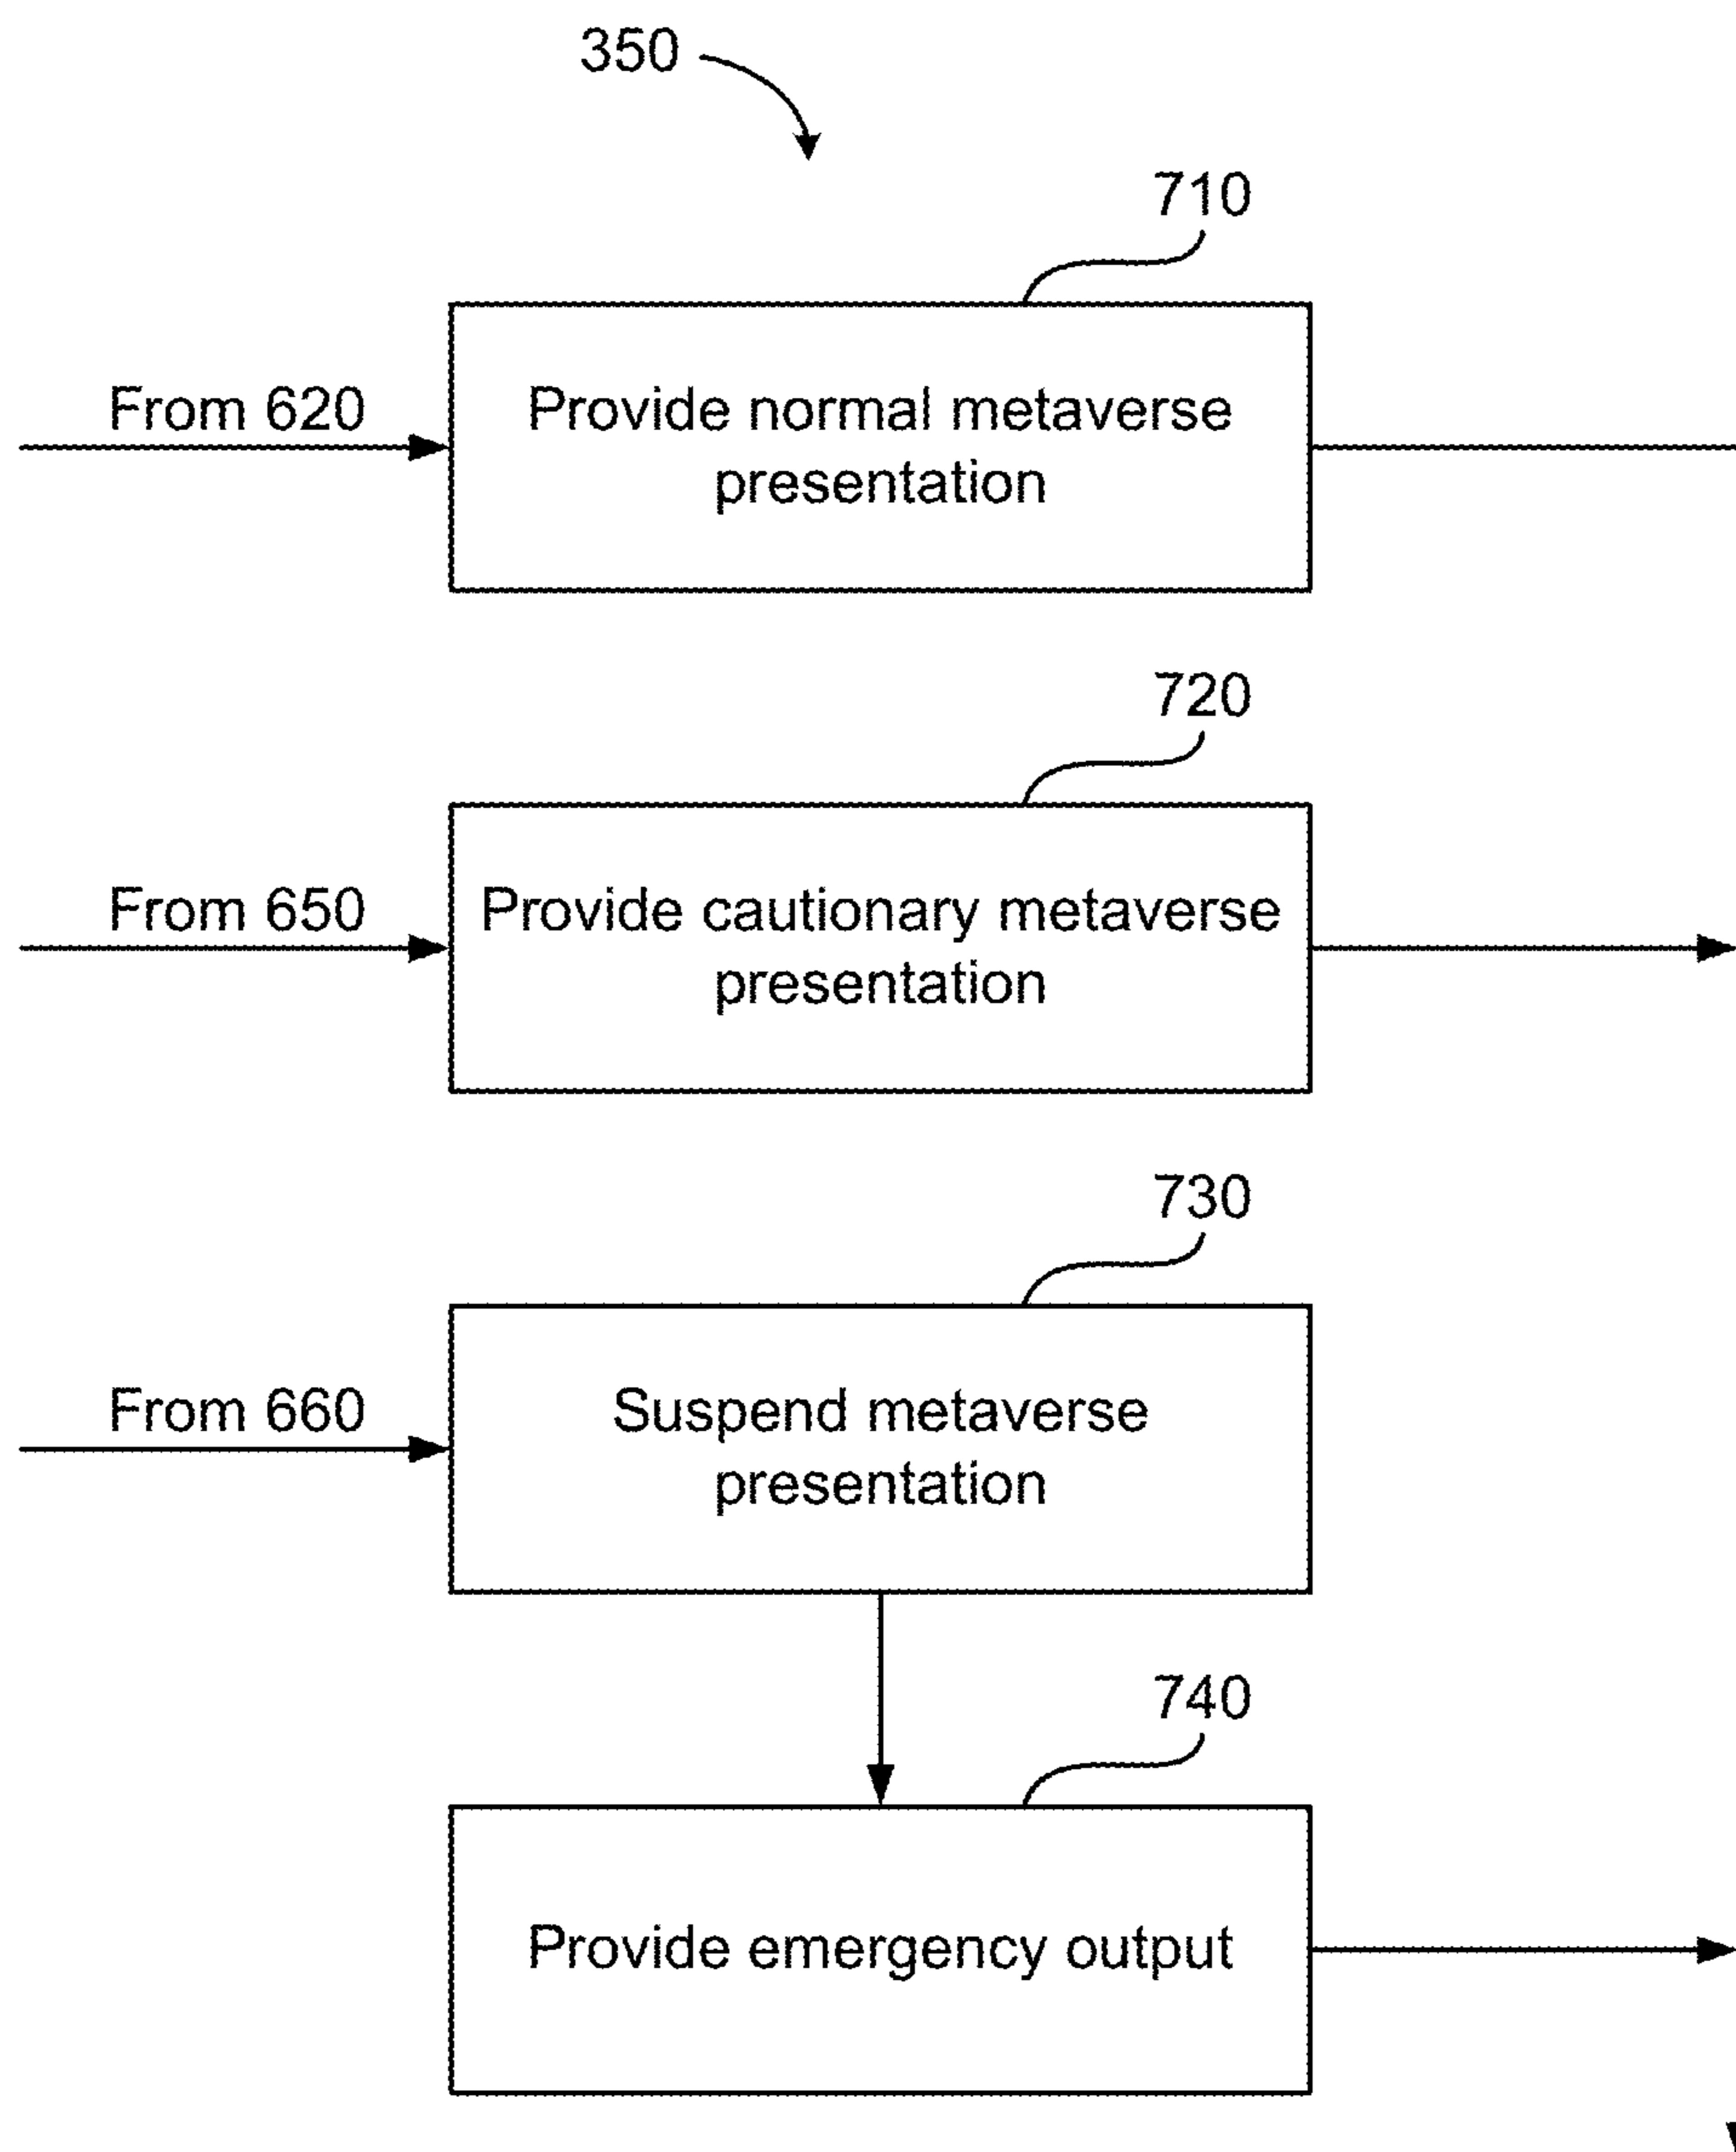 350
710
From 620
Provide normal metaverse
presentation
720
From 650
Provide cautionary metaverse
presentation
730
From 660
Suspend metaverse
presentation
740
Provide emergency output